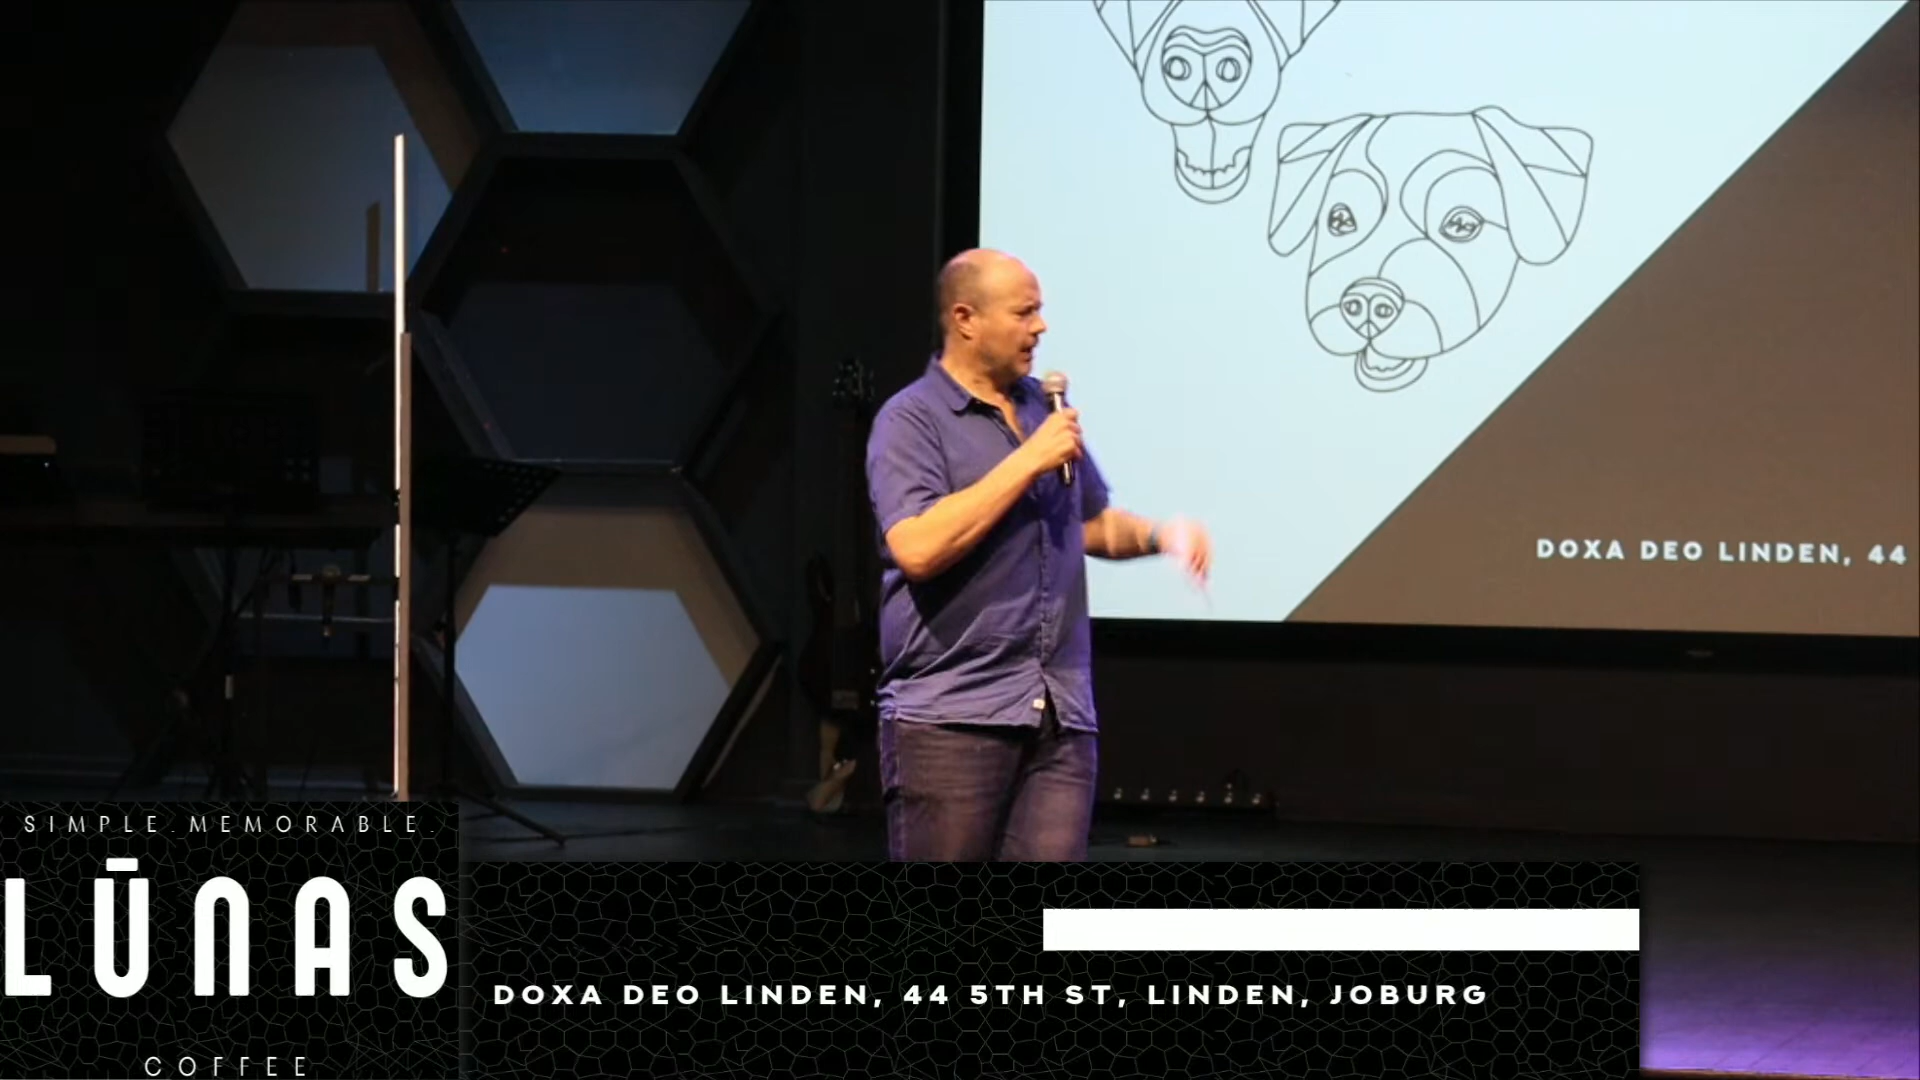 DOXA DEO LINDEN, 44
SIMPLE.MEMORABLE.
LŪNAS
COFFEE
DOXA DEO LINDEN, 44 5TH ST, LINDEN, JOBURG